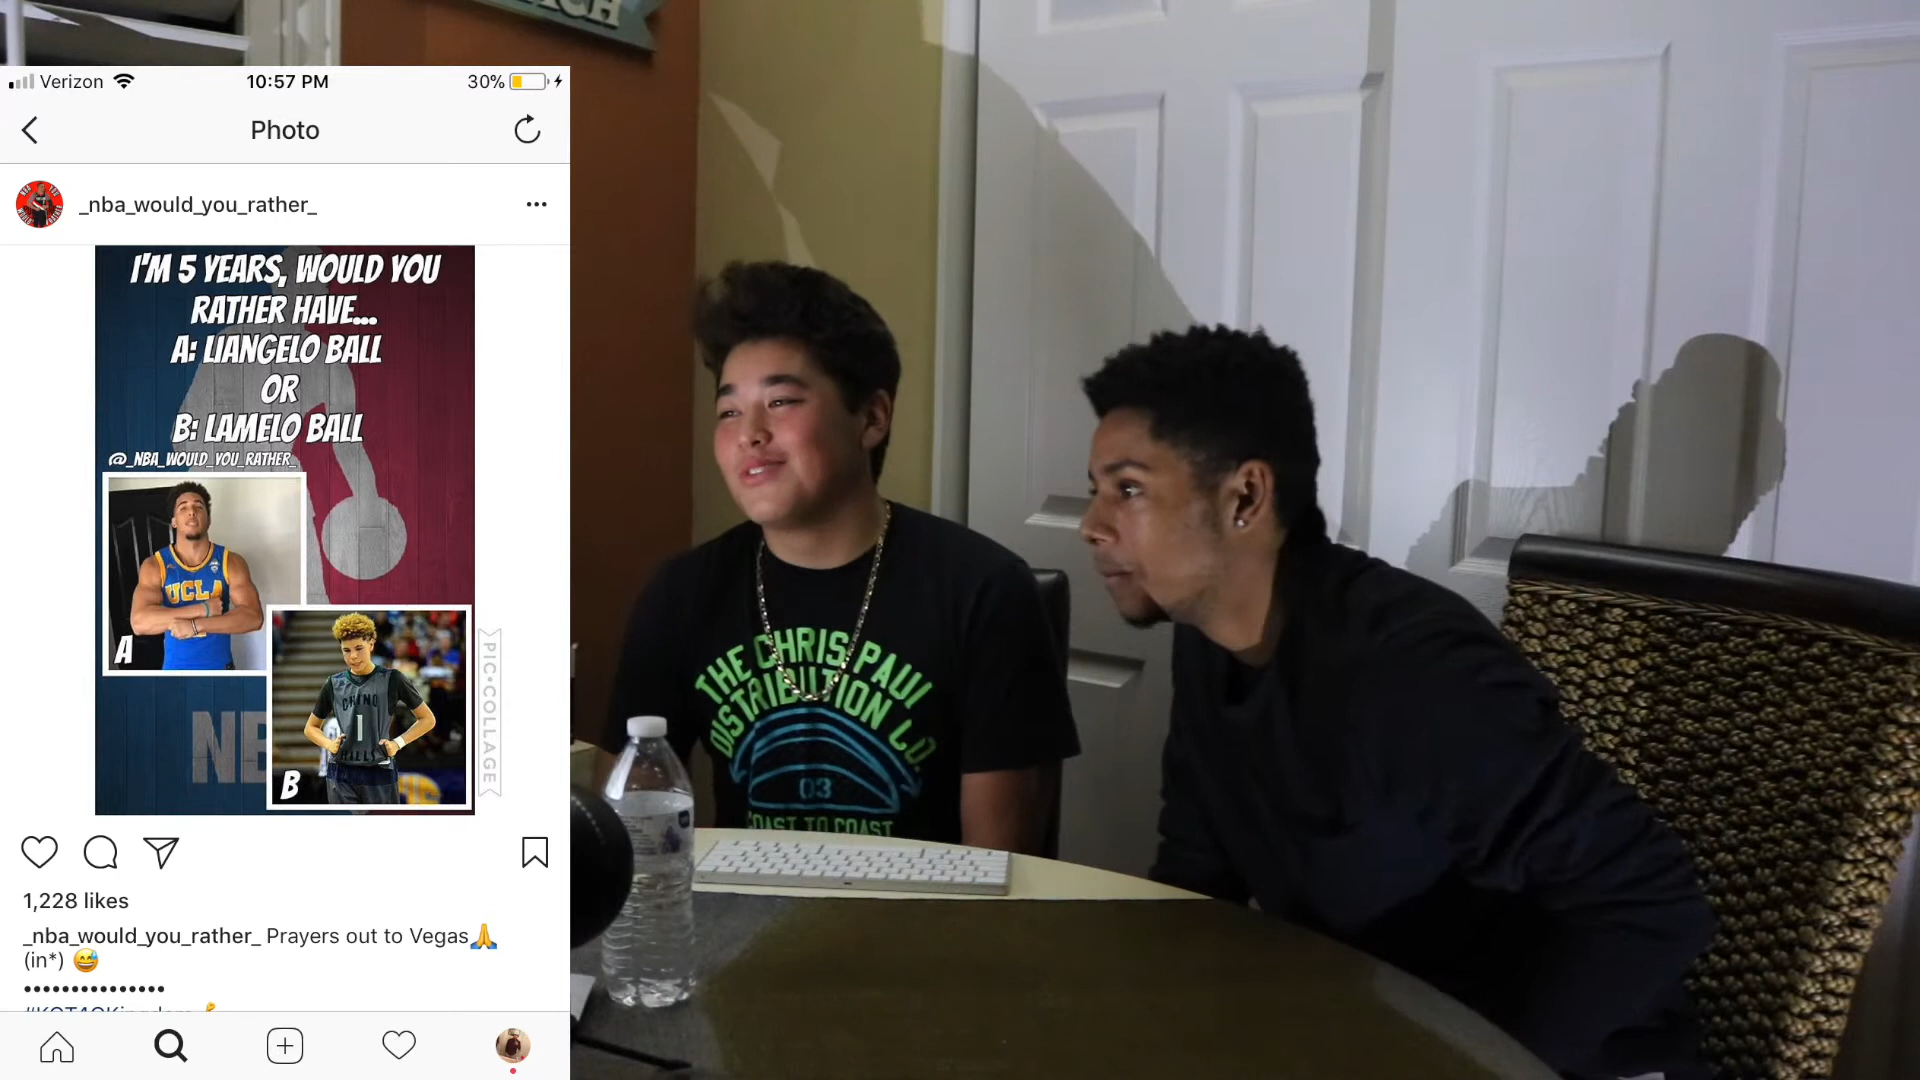 Verizon 10:57 PM 30%
Photo
_nba_would_you_rather_
I'M 5 YEARS, WOULD YOU
RATHER HAVE...
A: LIANGELO BALL
OR
B: LAMELO BALL
@_NBA_WOULD_YOU_RATHER_
UCLA
A
CHINO
1
HILLS
B
PIC•COLLAGE
1,228 likes
_nba_would_you_rather_ Prayers out to Vegas🙏
(in*) 😅
•••••••••••••••
THE CHRIS PAUL
DISTRIBUTION CO.
03
COAST TO COAST